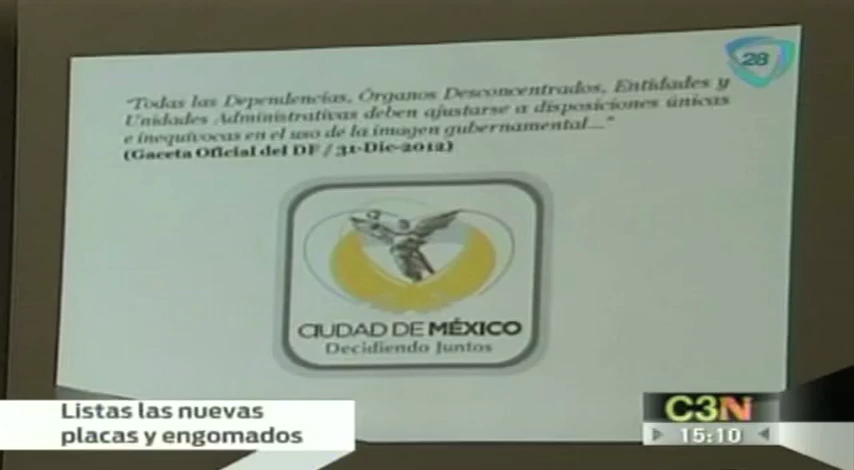 28
"Todas las Dependencias, Órganos Desconcentrados, Entidades y
Unidades Administrativas deben ajustarse a disposiciones únicas
e inequívocas en el uso de la imagen gubernamental..."
(Gaceta Oficial del DF / 31-Dic-2012)
CIUDAD DE MÉXICO
Decidiendo Juntos
Listas las nuevas
placas y engomados
C3N
15:10